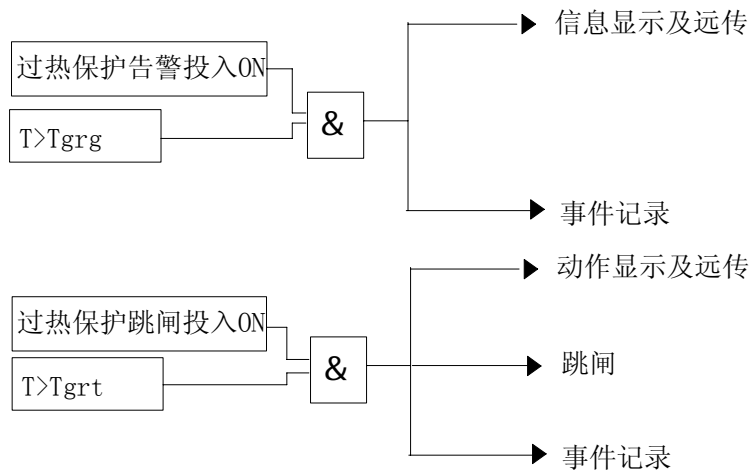 信息显示及远传
过热保护告警投入ON
&
T>Tgrg
事件记录
动作显示及远传
过热保护跳闸投入ON
&
跳闸
T>Tgrt
事件记录